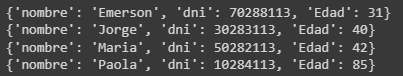 {'nombre': 'Emerson', 'dni': 70288113, 'Edad': 31}
{'nombre': 'Jorge', 'dni': 30283113, 'Edad': 40}
{'nombre': 'Maria', 'dni': 50282113, 'Edad': 42}
{'nombre': 'Paola', 'dni': 10284113, 'Edad': 85}